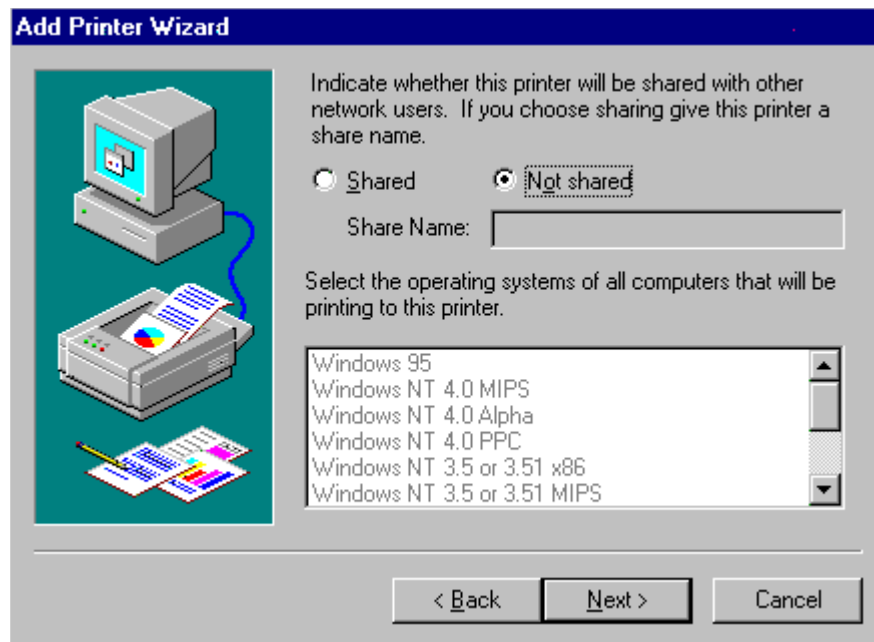 Add Printer Wizard
Indicate whether this printer will be shared with other
network users.  If you choose sharing give this printer a
share name.
Shared
Not shared
Share Name:
Select the operating systems of all computers that will be
printing to this printer.
Windows 95
Windows NT 4.0 MIPS
Windows NT 4.0 Alpha
Windows NT 4.0 PPC
Windows NT 3.5 or 3.51 x86
Windows NT 3.5 or 3.51 MIPS
< Back
Next >
Cancel